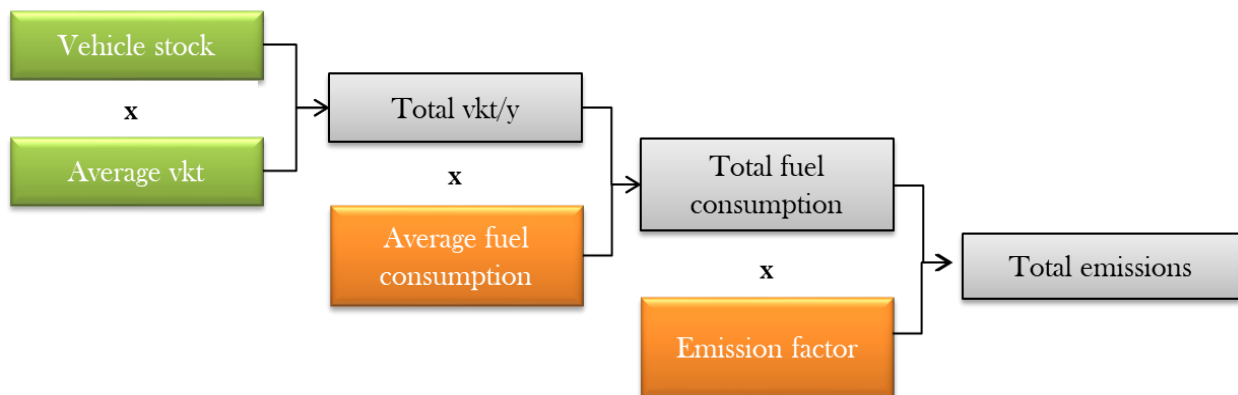 Vehicle stock
x
Average vkt
Total vkt/y
x
Average fuel
consumption
Total fuel
consumption
x
Emission factor
Total emissions